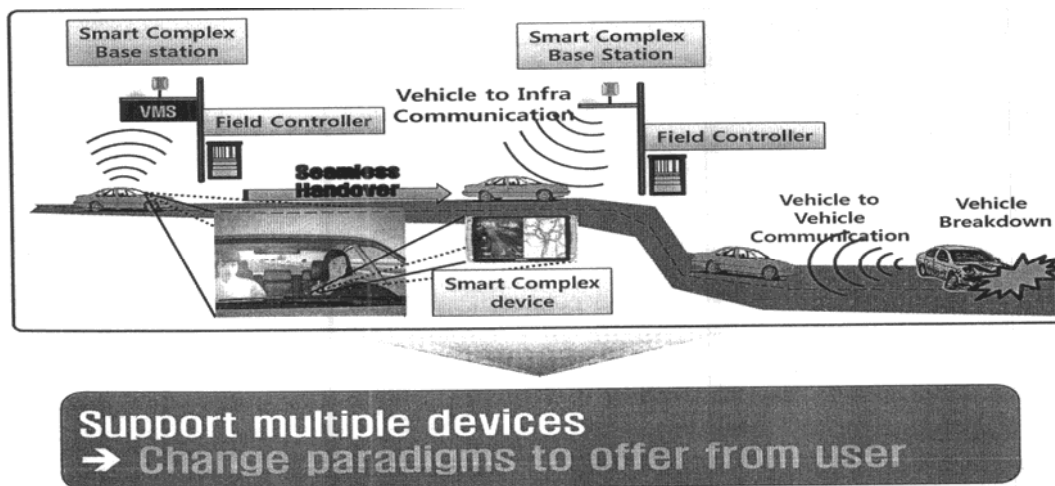 Smart Complex
Base station
Smart Complex
Base Station
VMS
Field Controller
Vehicle to Infra
Communication
Field Controller
Seamless
Handover
Vehicle to
Vehicle
Communication
Vehicle
Breakdown
Smart Complex
device
Support multiple devices
→ Change paradigms to offer from user